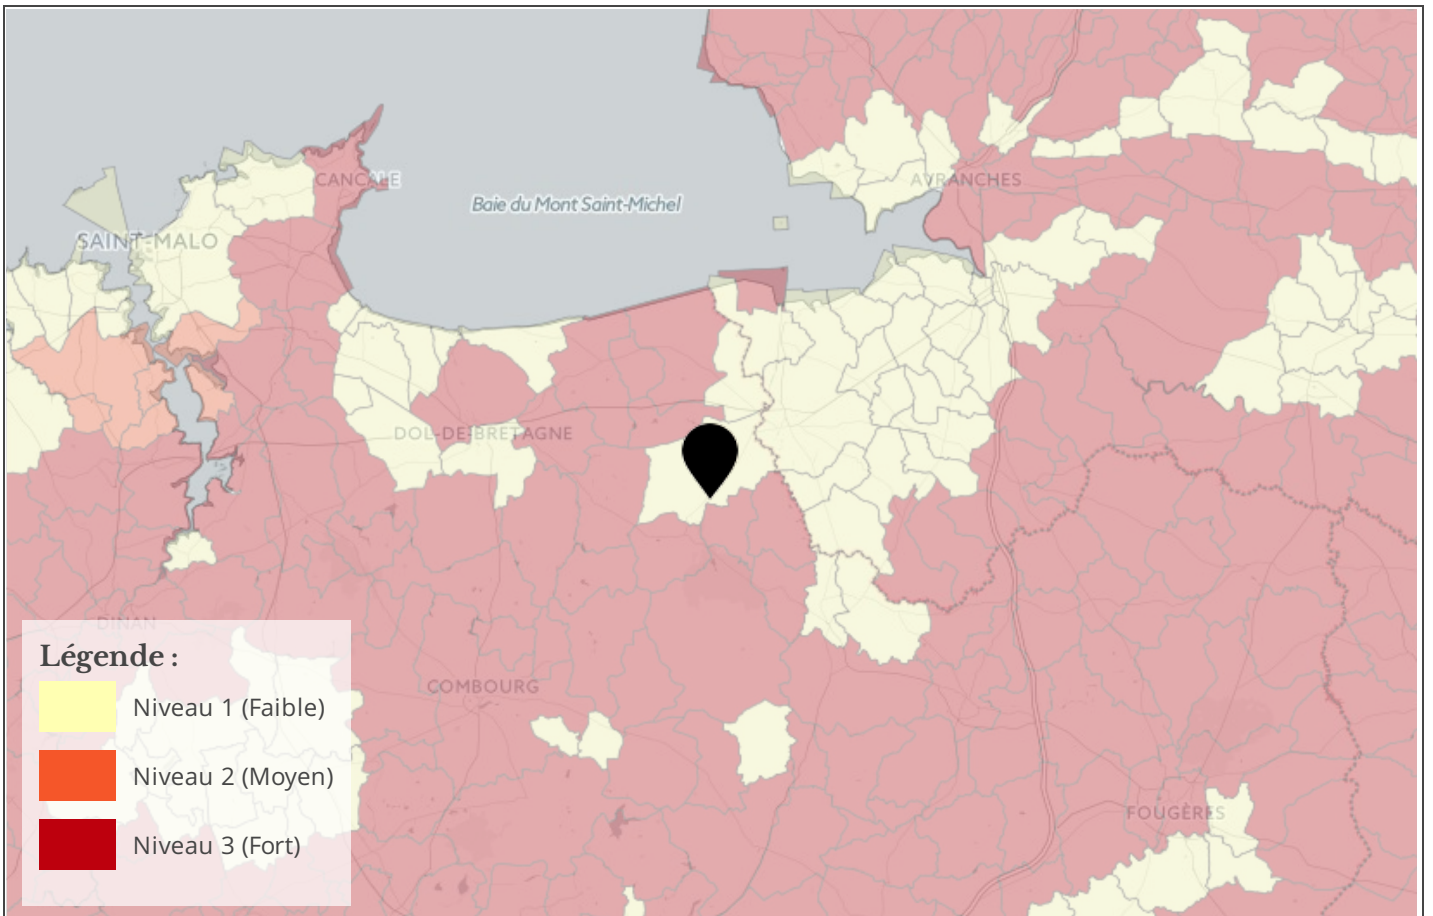 CANCALE
AVRANCHES
Baie du Mont Saint-Michel
SAINT-MALO
DOL-DE-BRETAGNE
DINAN
Légende :
COMBOURG
Niveau 1 (Faible)
Niveau 2 (Moyen)
FOUGÈRES
Niveau 3 (Fort)